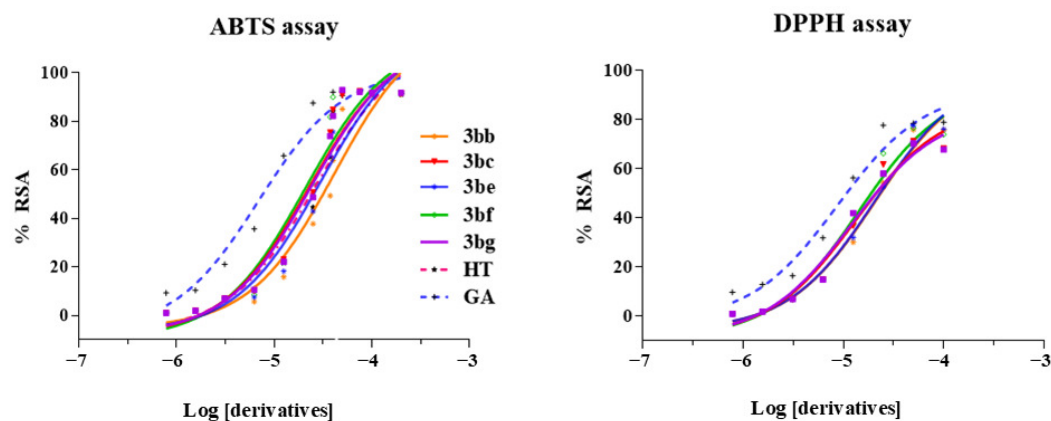 ABTS assay
DPPH assay
100
80
60
40
20
0
% RSA
−7
−6
−5
−4
−3
Log [derivatives]
3bb
3bc
3be
3bf
3bg
HT
GA
100
80
60
40
20
0
% RSA
−7
−6
−5
−4
−3
Log [derivatives]